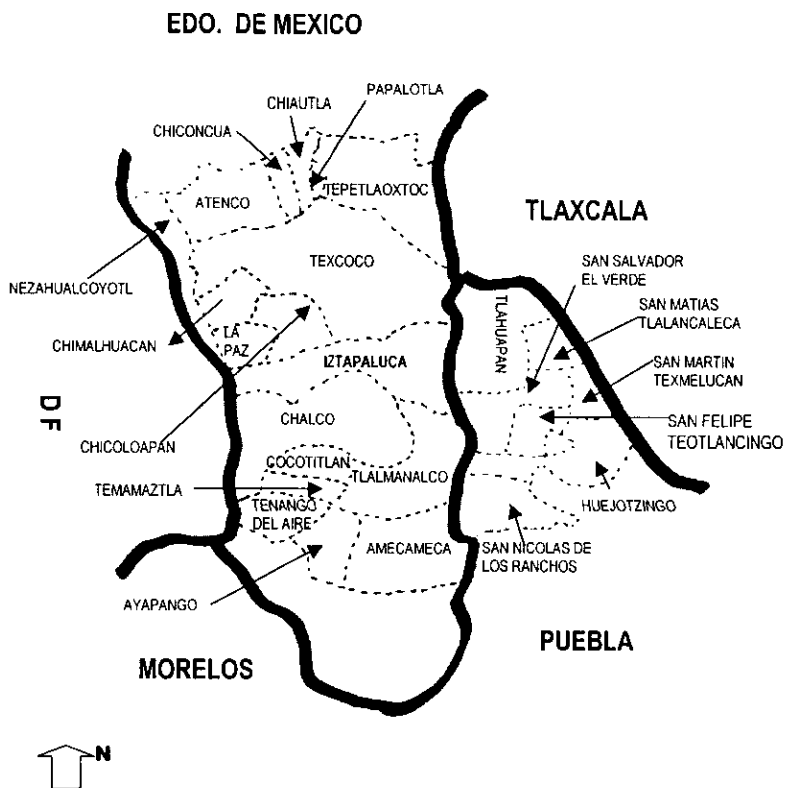 EDO. DE MEXICO
PAPALOTLA
CHIAUTLA
CHICONCUA
ATENCO
TEPETLAOXTOC
TLAXCALA
TEXCOCO
SAN SALVADOR
EL VERDE
NEZAHUALCOYOTL
TLAHUAPAN
SAN MATIAS
TLALANCALECA
CHIMALHUACAN
LA
PAZ
IZTAPALUCA
SAN MARTIN
TEXMELUCAN
DF
CHALCO
SAN FELIPE
TEOTLANCINGO
CHICOLOAPAN
COCOTITLAN
TEMAMAZTLA
TLALMANALCO
TENANGO
DEL AIRE
HUEJOTZINGO
AMECAMECA
SAN NICOLAS DE
LOS RANCHOS
AYAPANGO
PUEBLA
MORELOS
N